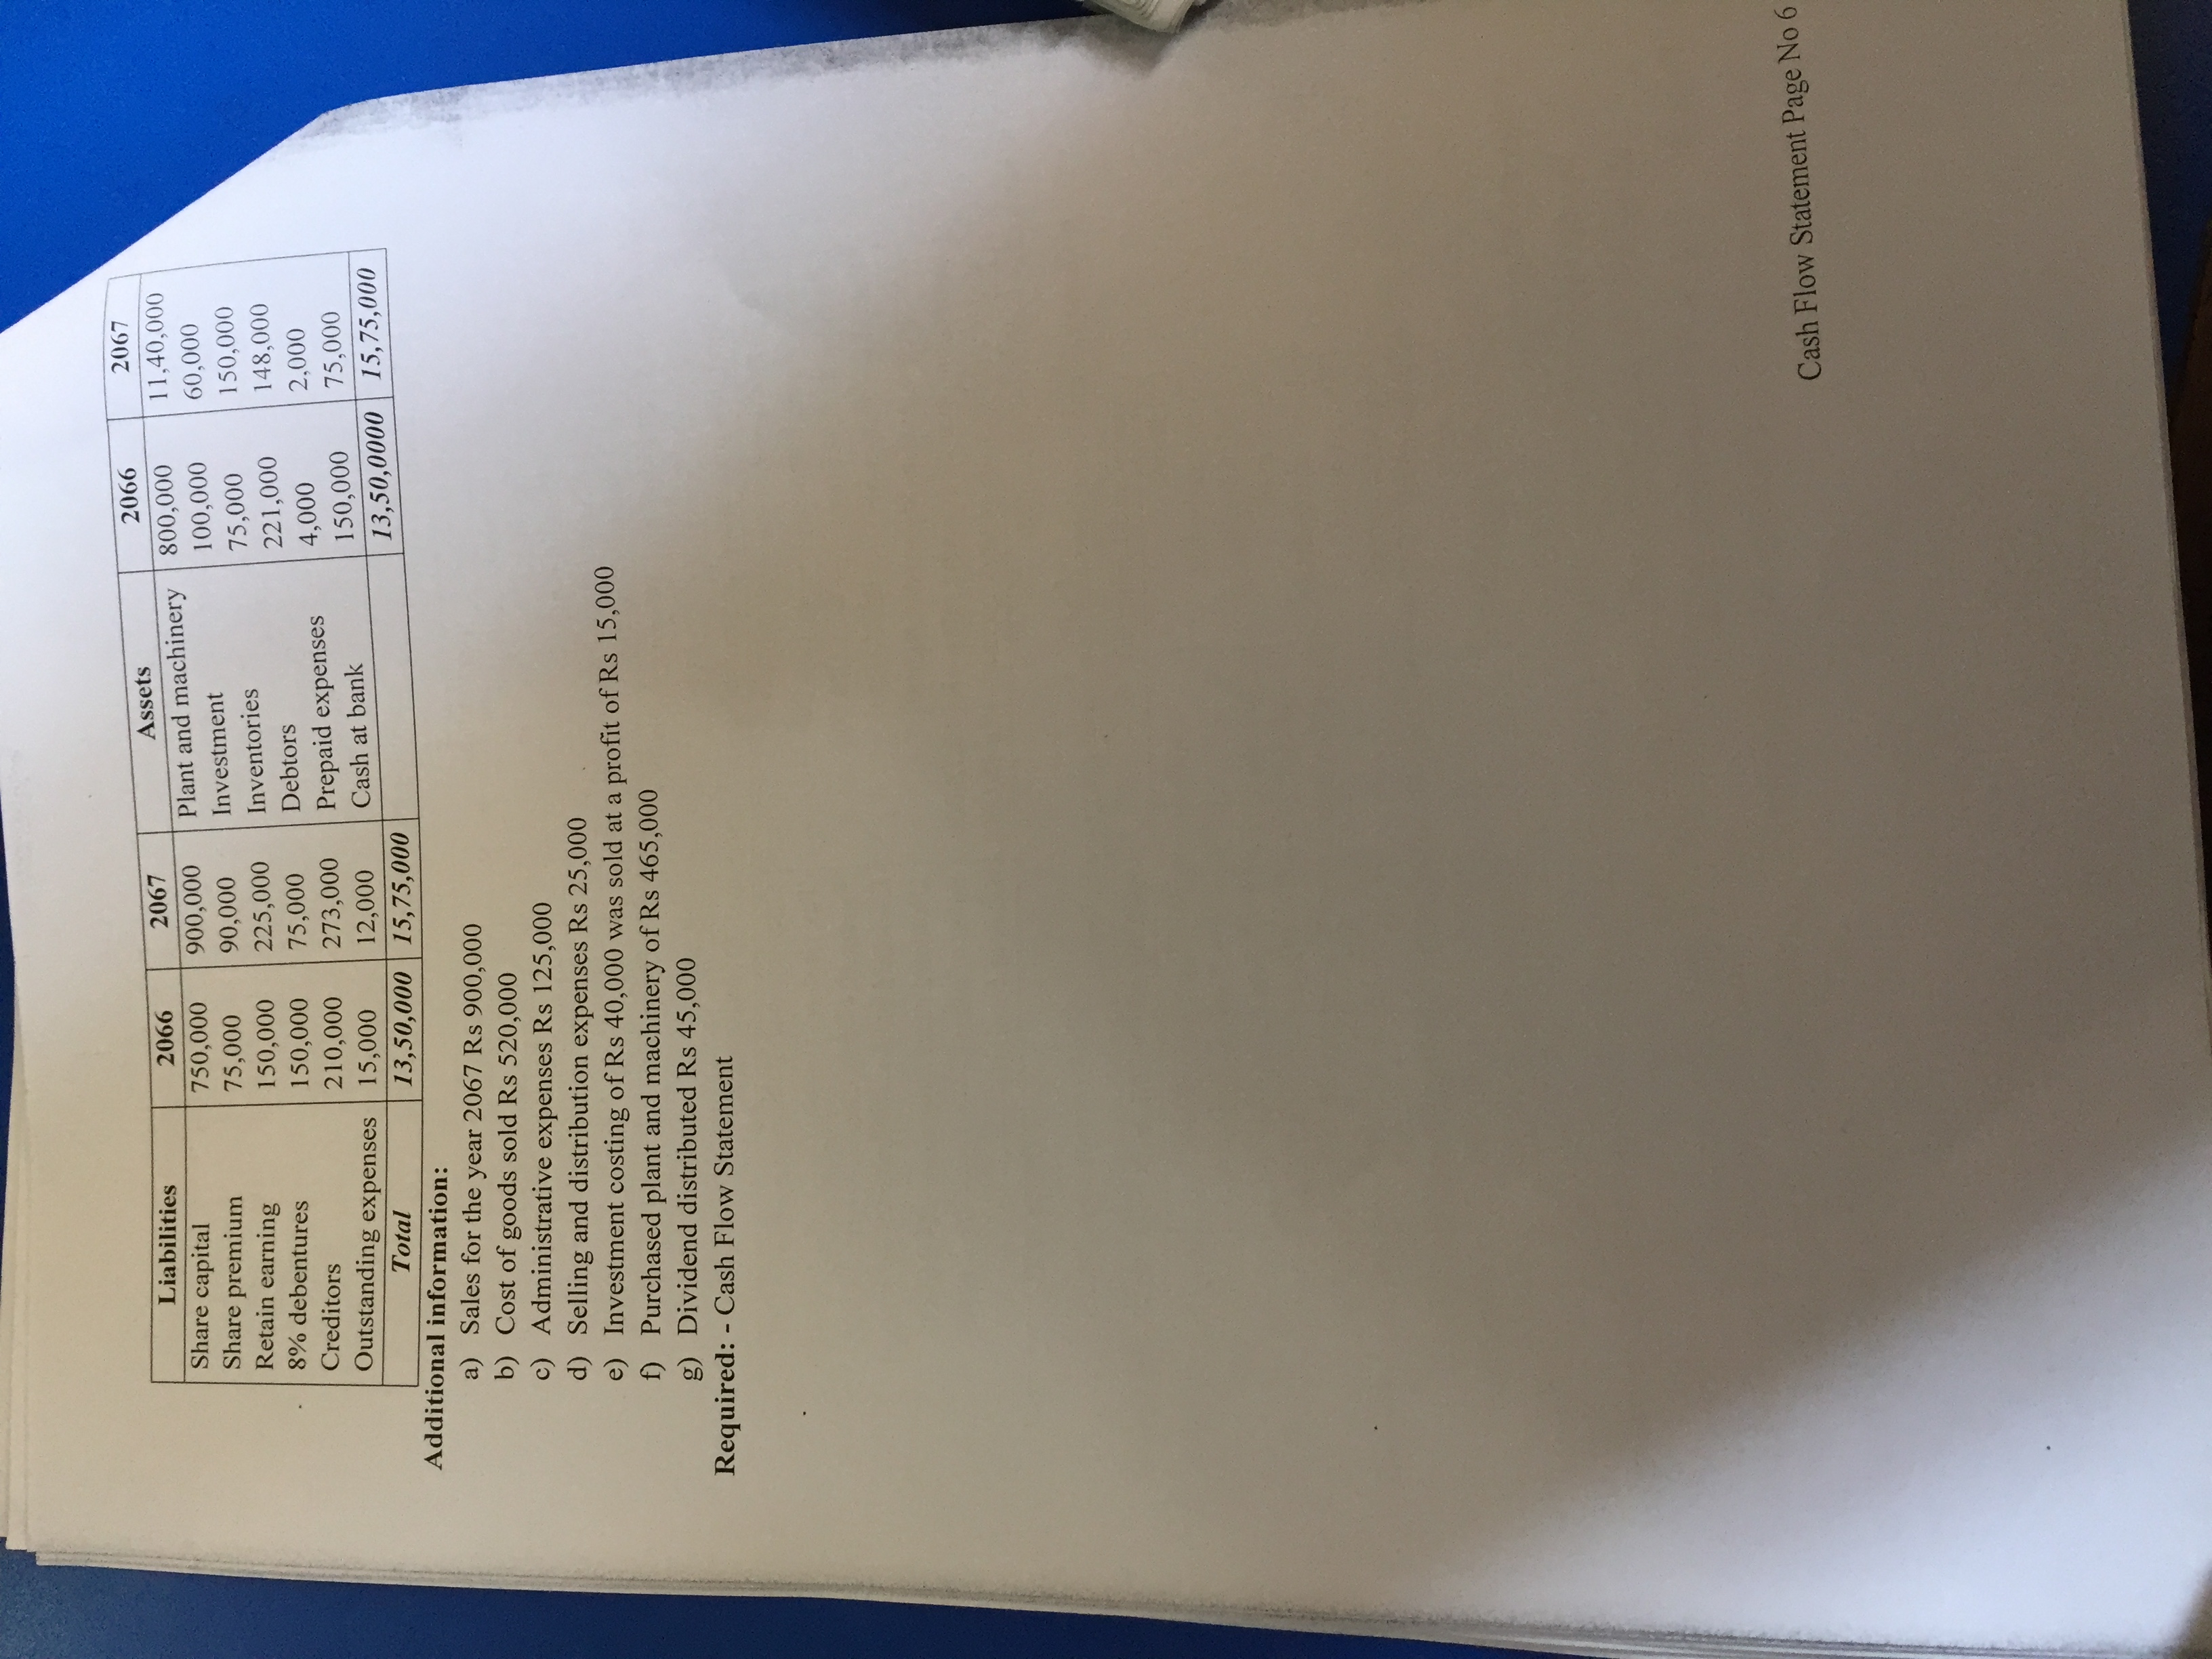 Liabilities 2066 2067 Assets 2066 2067
Share capital 750,000 900,000 Plant and machinery 800,000 11,40,000
Share premium 75,000 90,000 Investment 100,000 60,000
Retain earning 150,000 225,000 Inventories 75,000 150,000
8% debentures 150,000 75,000 Debtors 221,000 148,000
Creditors 210,000 273,000 Prepaid expenses 4,000 2,000
Outstanding expenses 15,000 12,000 Cash at bank 150,000 75,000
Total 13,50,000 15,75,000 13,50,0000 15,75,000
Additional information:
a) Sales for the year 2067 Rs 900,000
b) Cost of goods sold Rs 520,000
c) Administrative expenses Rs 125,000
d) Selling and distribution expenses Rs 25,000
e) Investment costing of Rs 40,000 was sold at a profit of Rs 15,000
f) Purchased plant and machinery of Rs 465,000
g) Dividend distributed Rs 45,000
Required: - Cash Flow Statement
Cash Flow Statement Page No 6